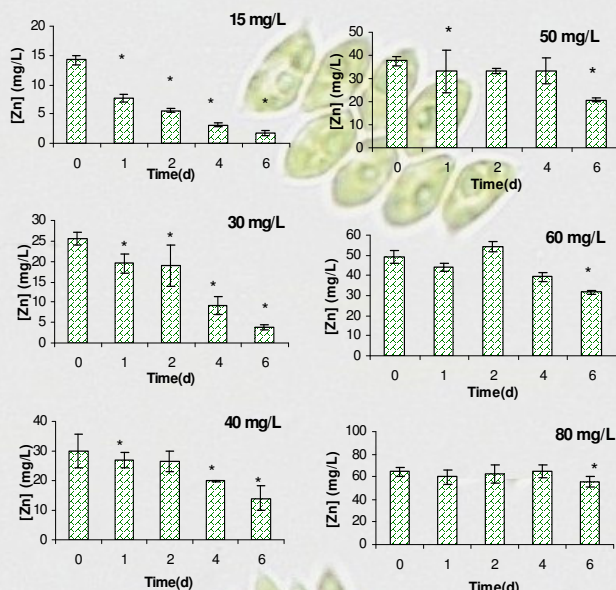 15 mg/L
[Zn] (mg/L)
20
15
10
5
0
*
*
*
*
0 1 2 4 6
Time(d)
50 mg/L
[Zn] (mg/L)
50
40
30
20
10
0
*
*
0 1 2 4 6
Time(d)
30 mg/L
[Zn] (mg/L)
30
25
20
15
10
5
0
*
*
*
*
0 1 2 4 6
Time(d)
60 mg/L
[Zn] (mg/L)
60
50
40
30
20
10
0
*
0 1 2 4 6
Time(d)
40 mg/L
[Zn] (mg/L)
40
30
20
10
0
*
*
*
0 1 2 4 6
Time(d)
80 mg/L
[Zn] (mg/L)
100
80
60
40
20
0
*
0 1 2 4 6
Time(d)